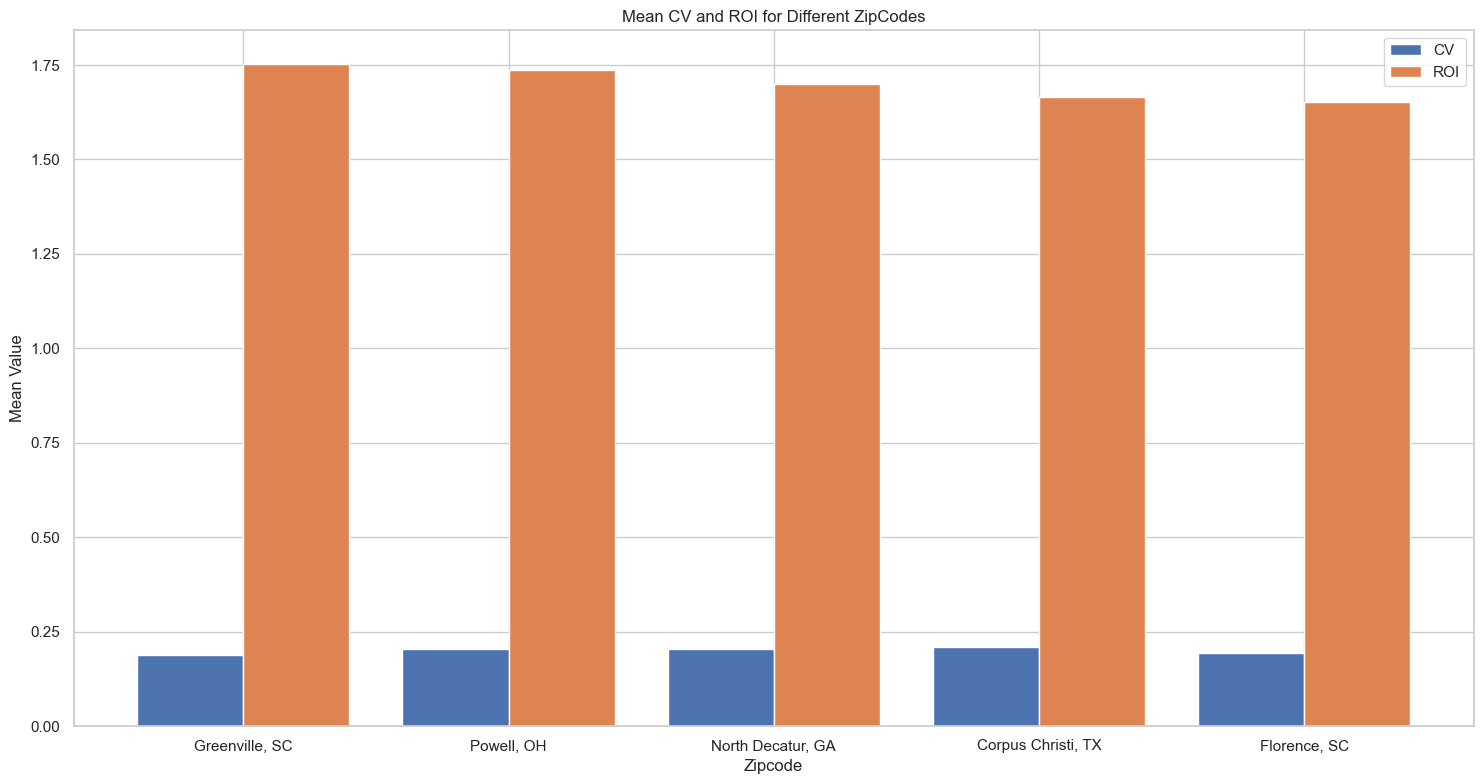 Mean CV and ROI for Different ZipCodes
CV
ROI
Mean Value
1.75
1.50
1.25
1.00
0.75
0.50
0.25
0.00
Greenville, SC
Powell, OH
North Decatur, GA
Corpus Christi, TX
Florence, SC
Zipcode